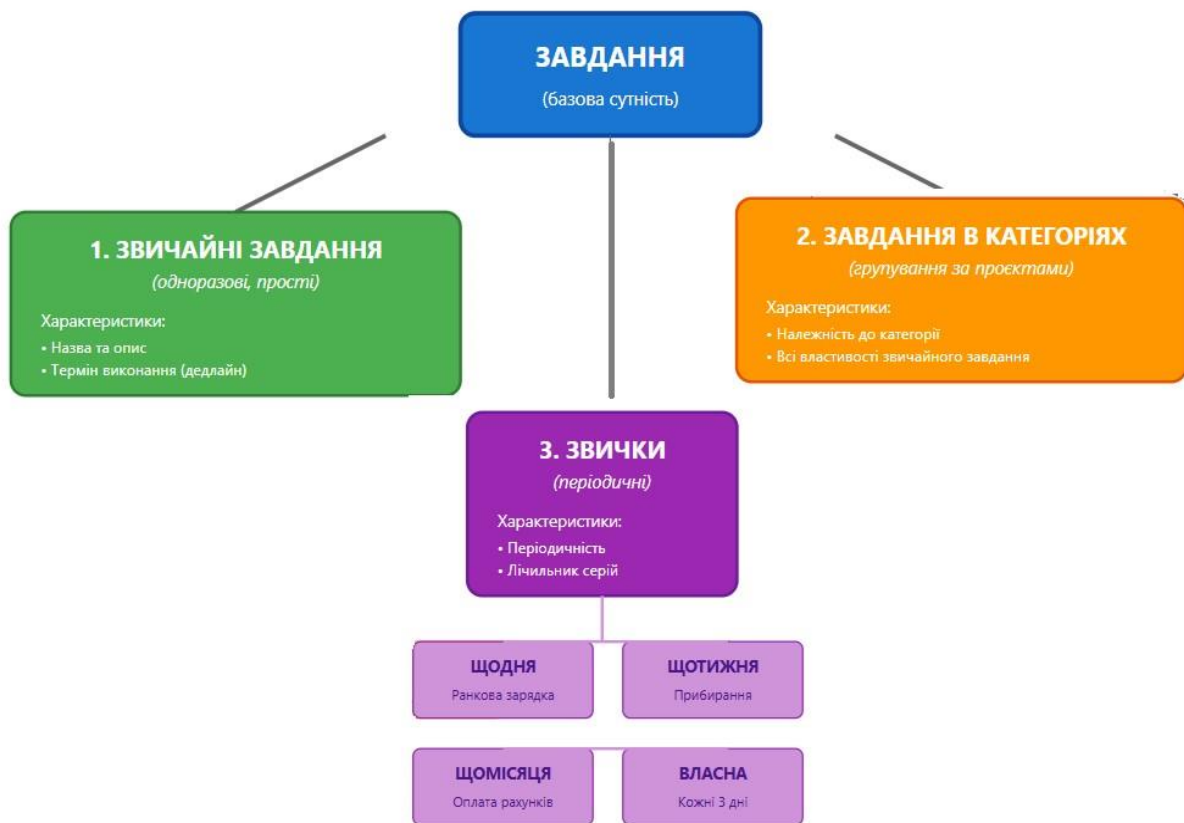 ЗАВДАННЯ
(базова сутність)
1. ЗВИЧАЙНІ ЗАВДАННЯ
(одноразові, прості)
Характеристики:
• Назва та опис
• Термін виконання (дедлайн)
2. ЗАВДАННЯ В КАТЕГОРІЯХ
(групування за проєктами)
Характеристики:
• Належність до категорії
• Всі властивості звичайного завдання
3. ЗВИЧКИ
(періодичні)
Характеристики:
• Періодичність
• Лічильник серій
ЩОДНЯ
Ранкова зарядка
ЩОТИЖНЯ
Прибирання
ЩОМІСЯЦЯ
Оплата рахунків
ВЛАСНА
Кожні 3 дні